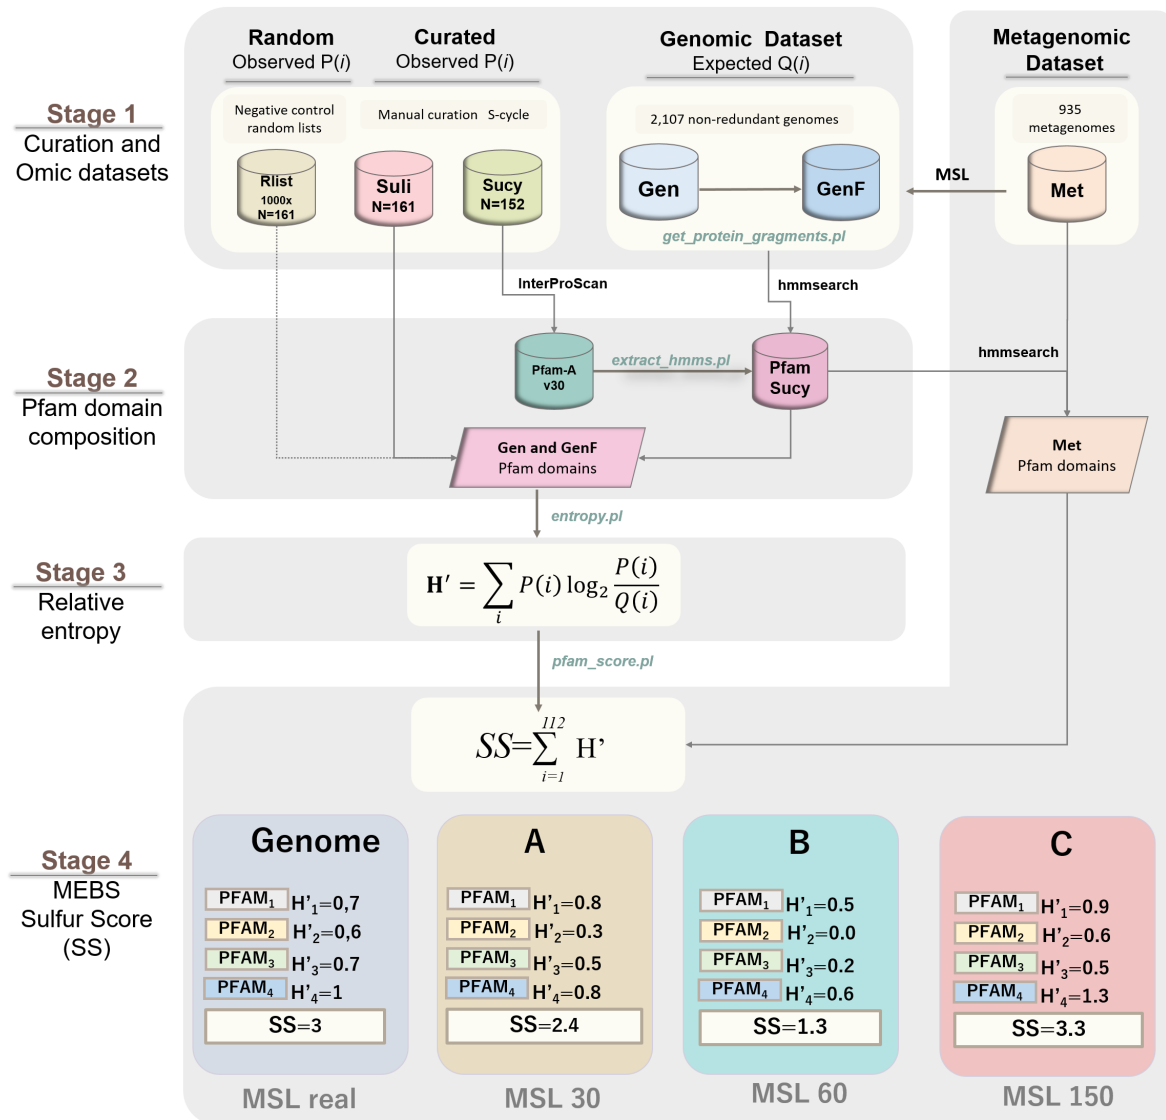 Random
Observed P(i)
Curated
Observed P(i)
Genomic Dataset
Expected Q(i)
Metagenomic
Dataset
Stage 1
Curation and
Omic datasets
Negative control
random lists
Manual curation S-cycle
2,107 non-redundant genomes
935
metagenomes
Rlist
1000x
N=161
Suli
N=161
Sucy
N=152
Gen
GenF
MSL
Met
get_protein_gragments.pl
InterProScan
hmmsearch
hmmsearch
Stage 2
Pfam domain
composition
Pfam-A
v30
extract_hmms.pl
Pfam
Sucy
Gen and GenF
Pfam domains
Met
Pfam domains
entropy.pl
Stage 3
Relative
entropy
H' = ∑ i P(i) log₂ P(i)/Q(i)
pfam_score.pl
SS=∑ 112 i=1 H’
Stage 4
MEBS
Sulfur Score
(SS)
Genome
PFAM₁ H'₁=0,7
PFAM₂ H'₂=0,6
PFAM₃ H'₃=0.7
PFAM₄ H'₄=1
SS=3
MSL real
A
PFAM₁ H'₁=0.8
PFAM₂ H'₂=0.3
PFAM₃ H'₃=0.5
PFAM₄ H'₄=0.8
SS=2.4
MSL 30
B
PFAM₁ H'₁=0.5
PFAM₂ H'₂=0.0
PFAM₃ H'₃=0.2
PFAM₄ H'₄=0.6
SS=1.3
MSL 60
C
PFAM₁ H'₁=0.9
PFAM₂ H'₂=0.6
PFAM₃ H'₃=0.5
PFAM₄ H'₄=1.3
SS=3.3
MSL 150